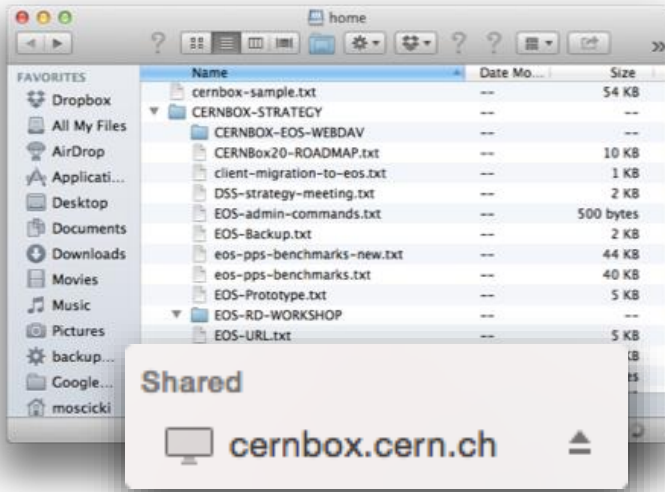 home
FAVORITES
Dropbox
All My Files
AirDrop
Applicati...
Desktop
Documents
Downloads
Movies
Music
Pictures
backup...
Google...
moscicki
Name Date Mo... Size
cernbox-sample.txt -- 54 KB
CERNBOX-STRATEGY -- --
CERNBOX-EOS-WEBDAV -- --
CERNBox20-ROADMAP.txt -- 10 KB
client-migration-to-eos.txt -- 1 KB
DSS-strategy-meeting.txt -- 2 KB
EOS-admin-commands.txt -- 500 bytes
EOS-Backup.txt -- 2 KB
eos-pps-benchmarks-new.txt -- 44 KB
eos-pps-benchmarks.txt -- 40 KB
EOS-Prototype.txt -- 5 KB
EOS-RD-WORKSHOP -- --
EOS-URL.txt -- 5 KB
Shared
cernbox.cern.ch